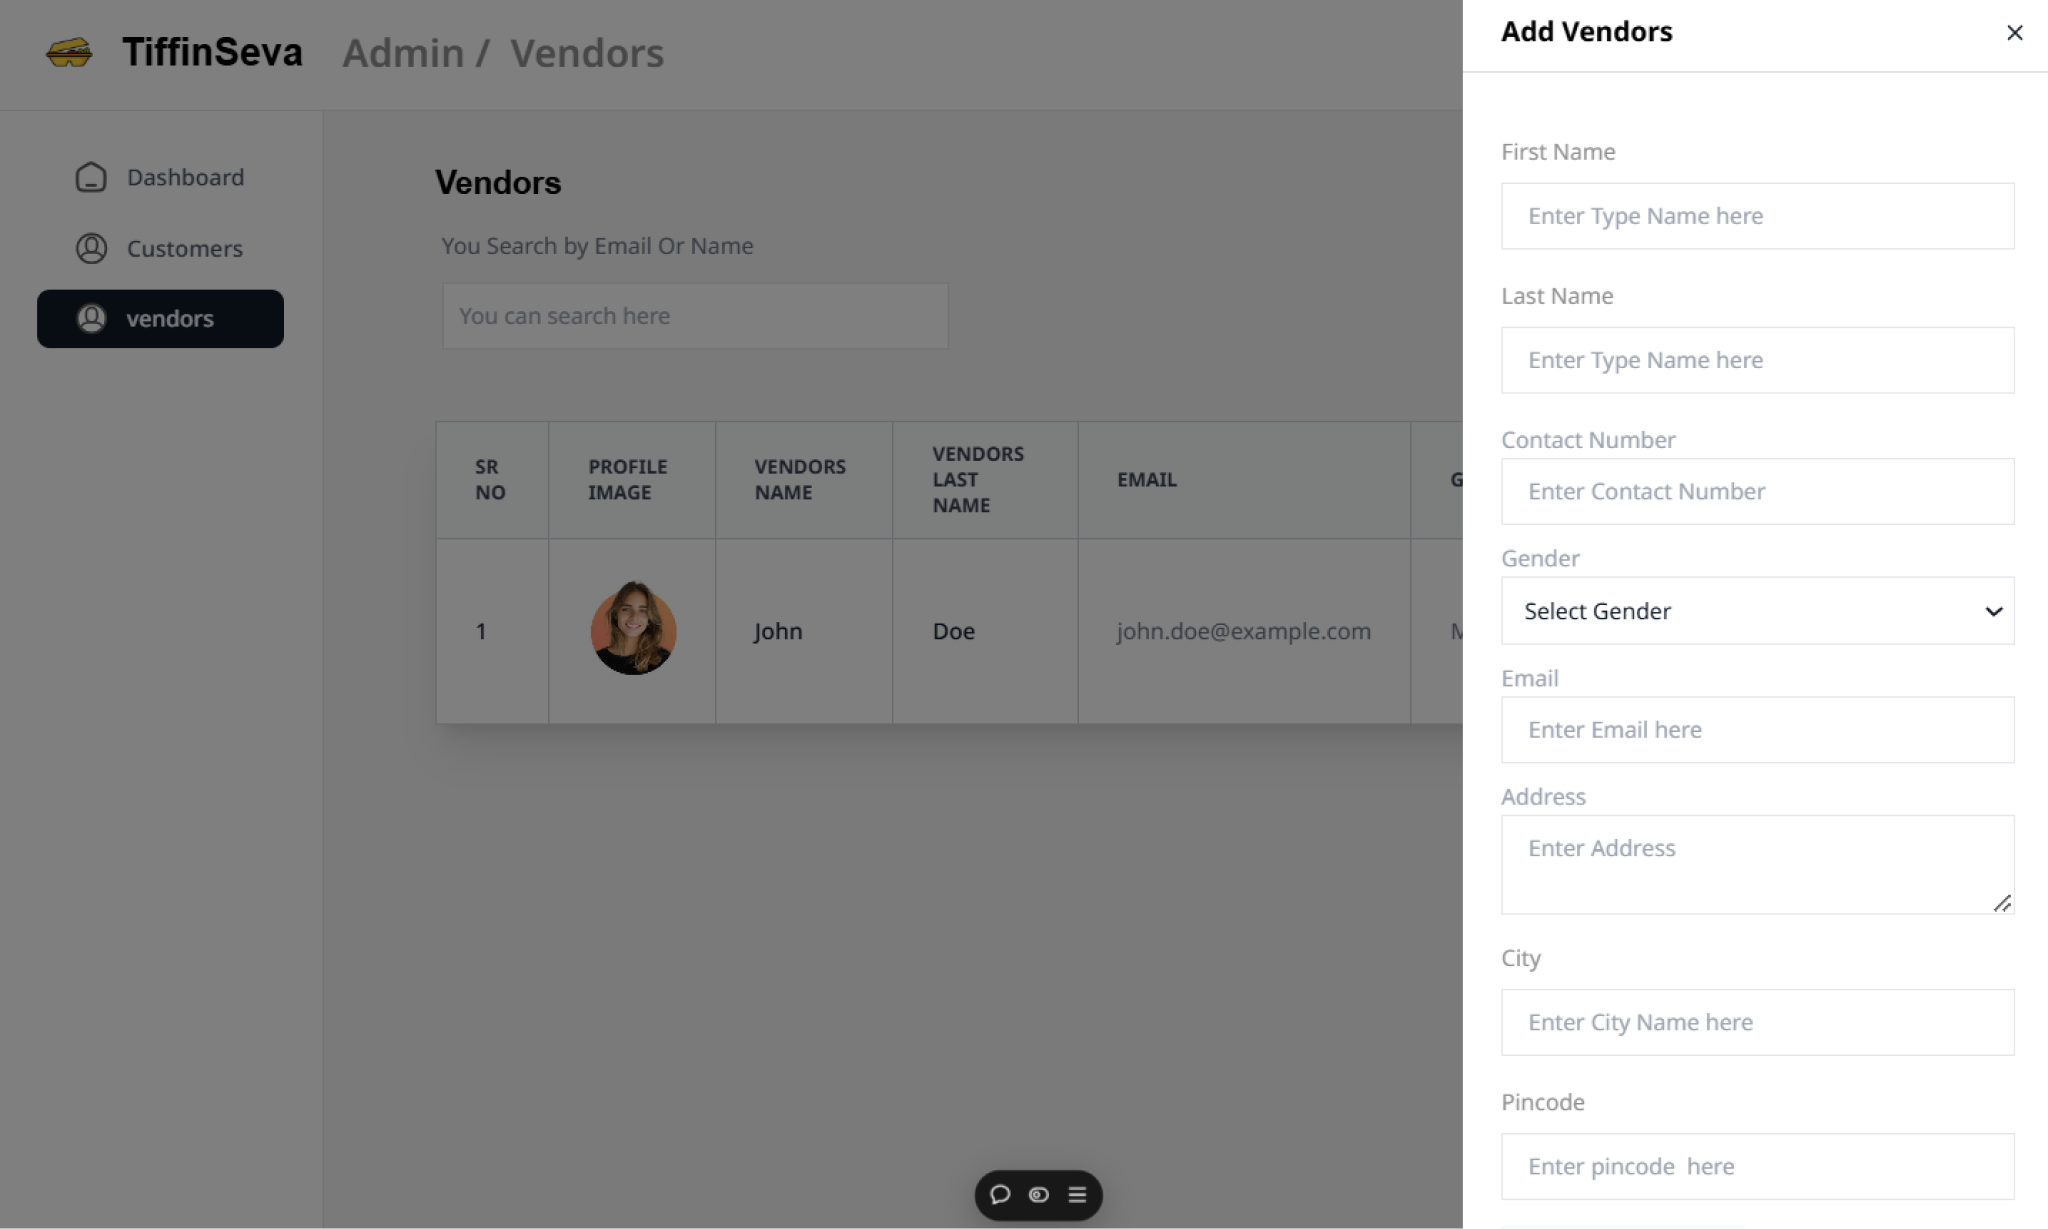 TiffinSeva
Admin / Vendors
Dashboard
Customers
vendors
Vendors
You Search by Email Or Name
You can search here
SR NO
PROFILE IMAGE
VENDORS NAME
VENDORS LAST NAME
EMAIL
G
1
John
Doe
john.doe@example.com
M
Add Vendors
First Name
Enter Type Name here
Last Name
Enter Type Name here
Contact Number
Enter Contact Number
Gender
Select Gender
Email
Enter Email here
Address
Enter Address
City
Enter City Name here
Pincode
Enter pincode here